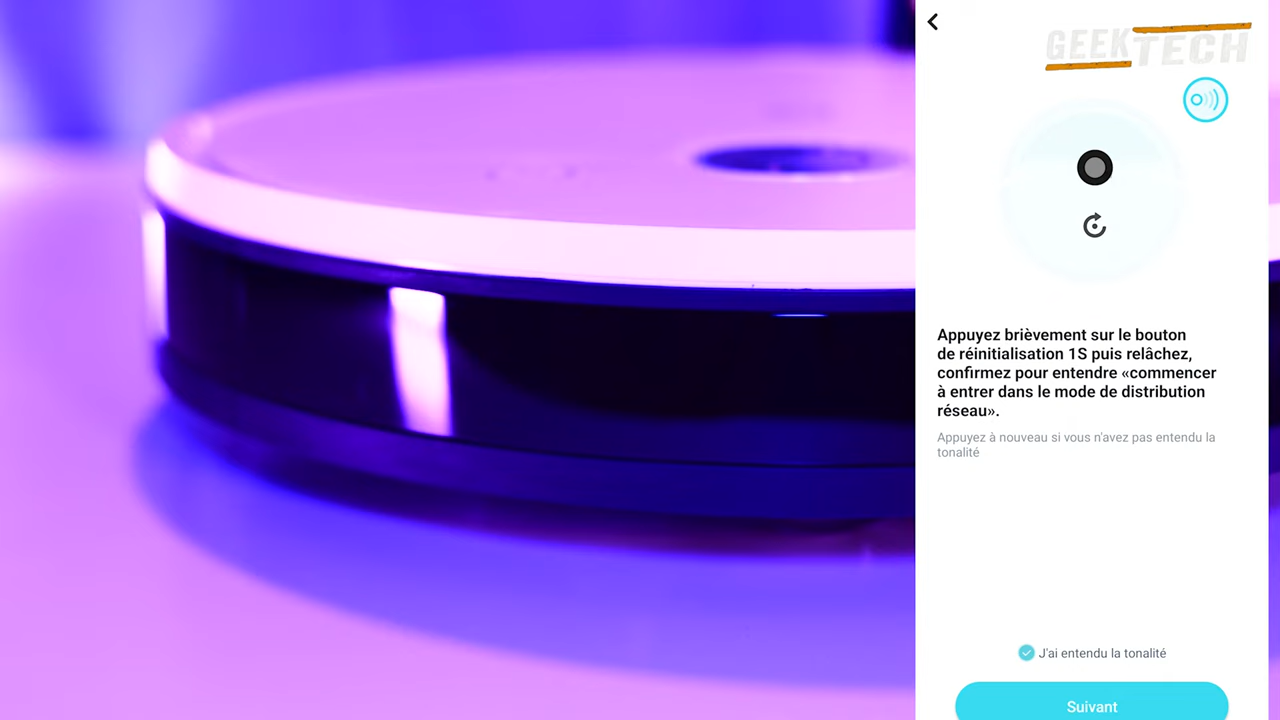 GEEKTECH
Appuyez brièvement sur le bouton
de réinitialisation 1S puis relâchez,
confirmez pour entendre «commencer
à entrer dans le mode de distribution
réseau».
Appuyez à nouveau si vous n'avez pas entendu la
tonalité
J'ai entendu la tonalité
Suivant